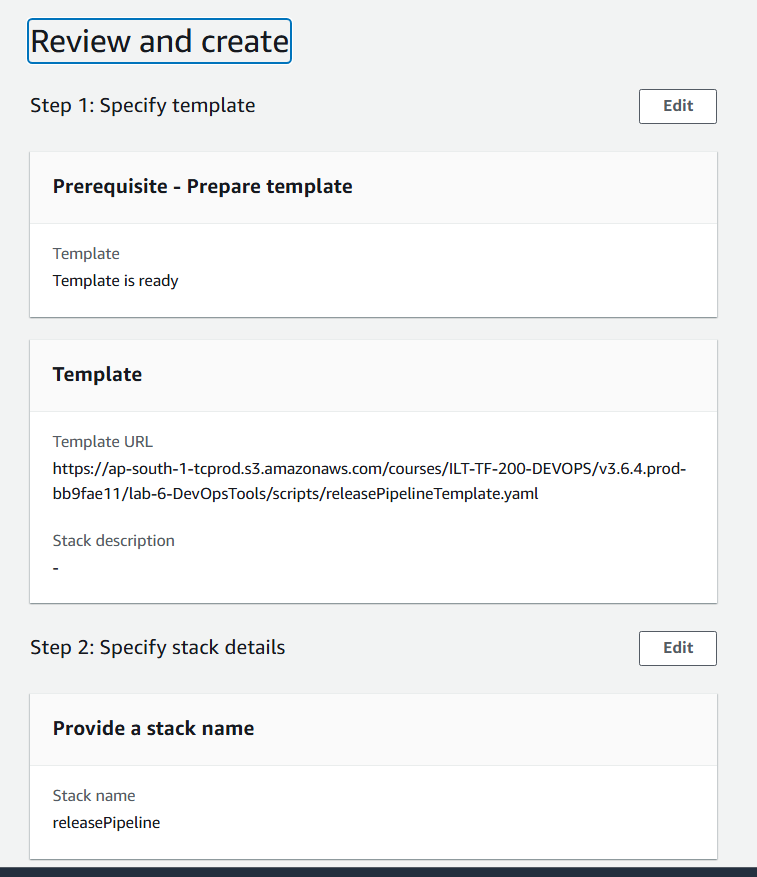 Review and create
Step 1: Specify template
Edit
Prerequisite - Prepare template
Template
Template is ready
Template
Template URL
https://ap-south-1-tcprod.s3.amazonaws.com/courses/ILT-TF-200-DEVOPS/v3.6.4.prod-
bb9fae11/lab-6-DevOpsTools/scripts/releasePipelineTemplate.yaml
Stack description
-
Step 2: Specify stack details
Edit
Provide a stack name
Stack name
releasePipeline